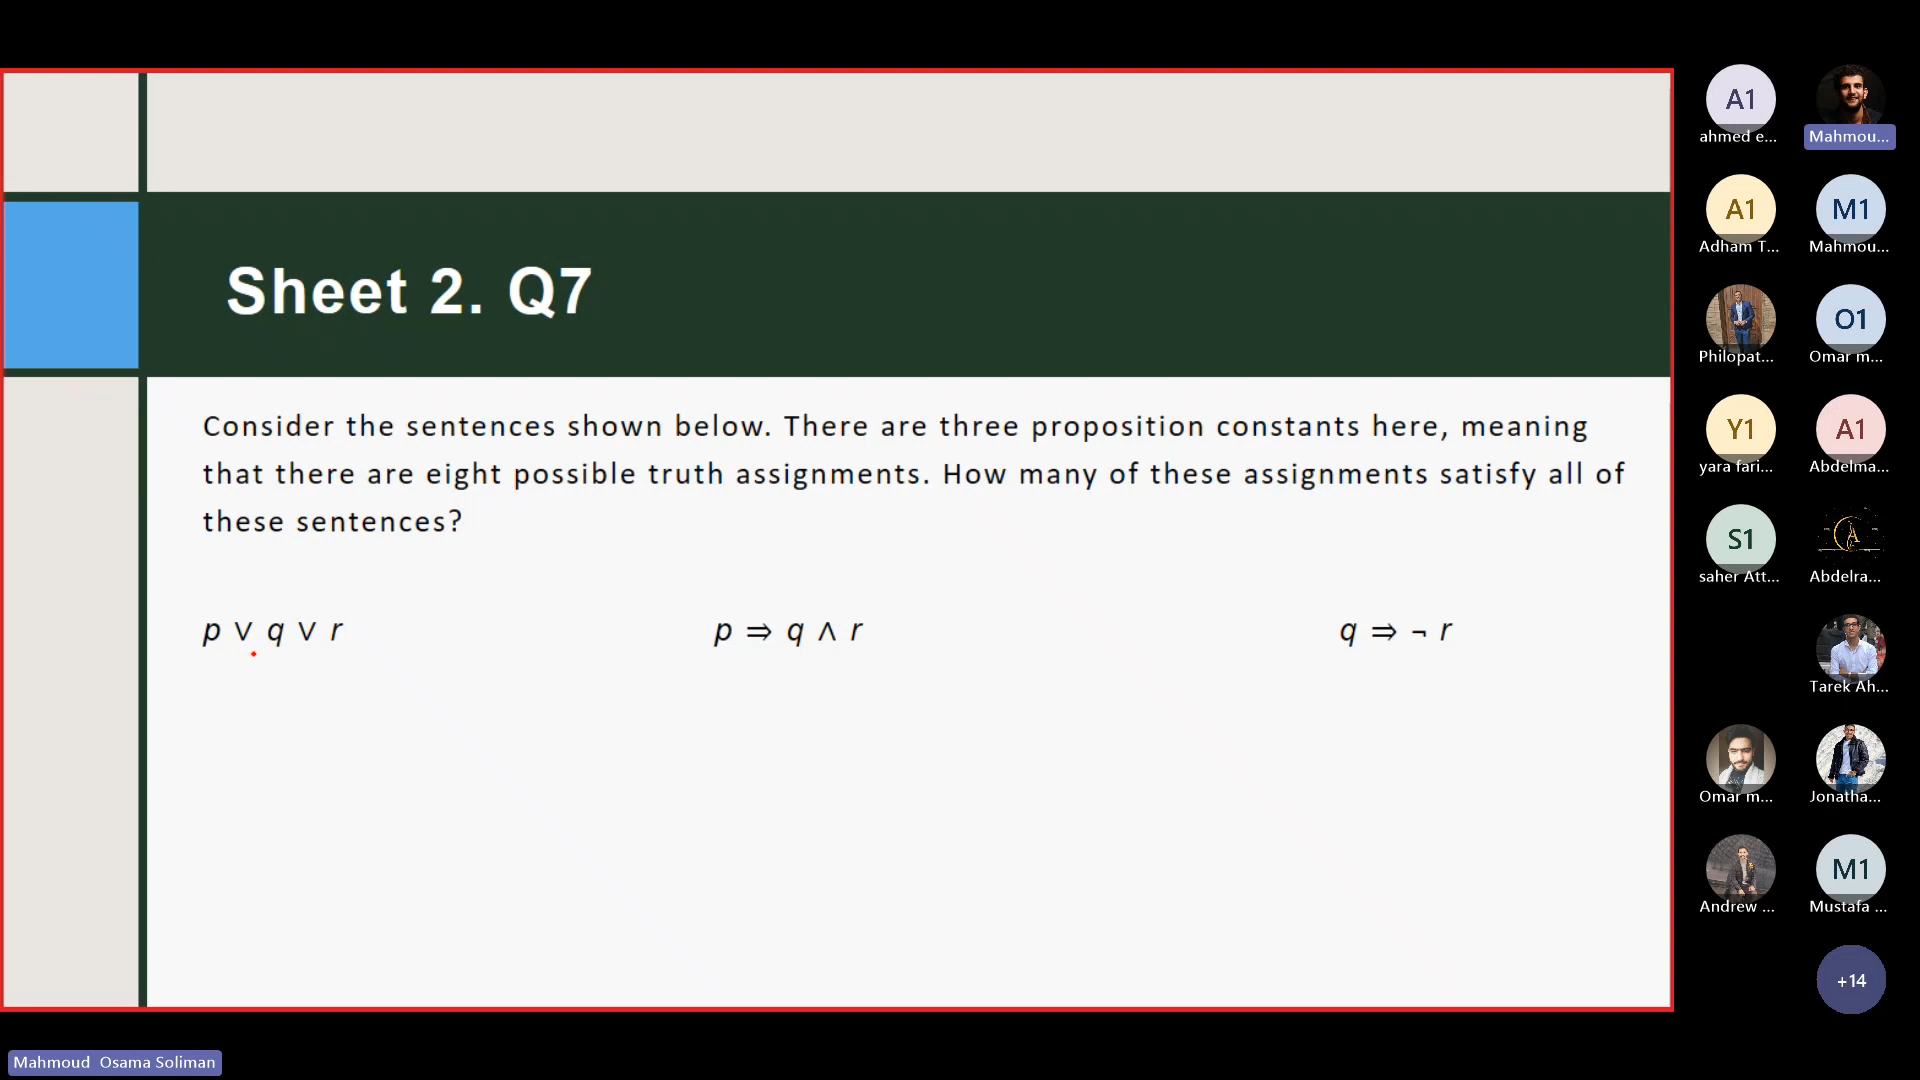 Sheet 2. Q7
Consider the sentences shown below. There are three proposition constants here, meaning
that there are eight possible truth assignments. How many of these assignments satisfy all of
these sentences?
p ∨ q ∨ r
p ⇒ q ∧ r
q ⇒ ¬ r
A1
ahmed e...
Mahmou...
A1
Adham T...
M1
Mahmou...
Philopat...
O1
Omar m...
Y1
yara fari...
A1
Abdelma...
S1
saher Att...
A
Abdelra...
Tarek Ah...
Omar m...
Jonatha...
Andrew ...
M1
Mustafa ...
+14
Mahmoud Osama Soliman